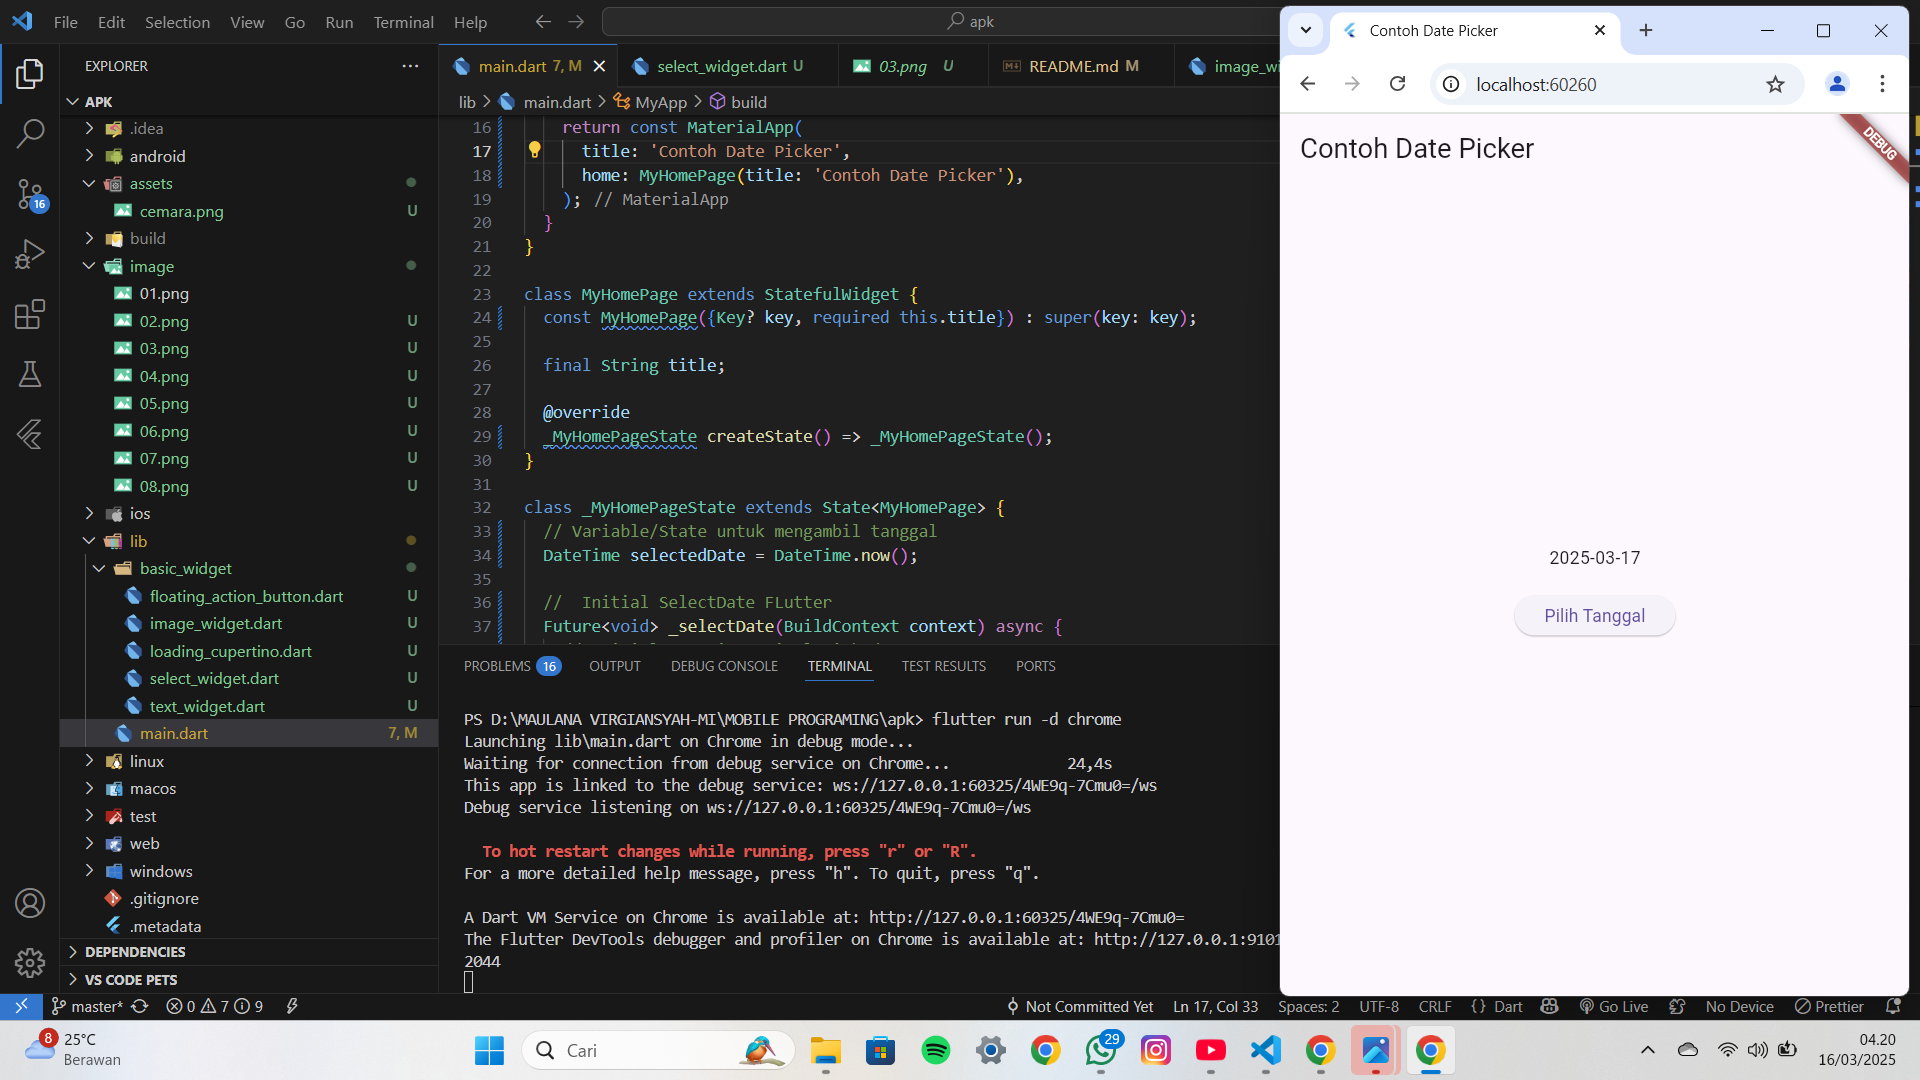 File Edit Selection View Go Run Terminal Help
apk
EXPLORER
APK
.idea
android
assets
cemara.png U
build
image
01.png
02.png U
03.png U
04.png U
05.png U
06.png U
07.png U
08.png U
ios
lib
basic_widget
floating_action_button.dart U
image_widget.dart U
loading_cupertino.dart U
select_widget.dart U
text_widget.dart U
main.dart 7, M
linux
macos
test
web
windows
.gitignore
.metadata
DEPENDENCIES
VS CODE PETS
16
main.dart 7, M
select_widget.dart U
03.png U
README.md M
image_wi
lib > main.dart > MyApp > build
16 return const MaterialApp(
17 title: 'Contoh Date Picker',
18 home: MyHomePage(title: 'Contoh Date Picker'),
19 ); // MaterialApp
20 }
21 }
22
23 class MyHomePage extends StatefulWidget {
24 const MyHomePage({Key? key, required this.title}) : super(key: key);
25
26 final String title;
27
28 @override
29 _MyHomePageState createState() => _MyHomePageState();
30 }
31
32 class _MyHomePageState extends State<MyHomePage> {
33 // Variable/State untuk mengambil tanggal
34 DateTime selectedDate = DateTime.now();
35
36 //  Initial SelectDate FLutter
37 Future<void> _selectDate(BuildContext context) async {
PROBLEMS 16 OUTPUT DEBUG CONSOLE TERMINAL TEST RESULTS PORTS
PS D:\MAULANA VIRGIANSYAH-MI\MOBILE PROGRAMING\apk> flutter run -d chrome
Launching lib\main.dart on Chrome in debug mode...
Waiting for connection from debug service on Chrome... 24,4s
This app is linked to the debug service: ws://127.0.0.1:60325/4WE9q-7Cmu0=/ws
Debug service listening on ws://127.0.0.1:60325/4WE9q-7Cmu0=/ws
To hot restart changes while running, press "r" or "R".
For a more detailed help message, press "h". To quit, press "q".
A Dart VM Service on Chrome is available at: http://127.0.0.1:60325/4WE9q-7Cmu0=
The Flutter DevTools debugger and profiler on Chrome is available at: http://127.0.0.1:9101
2044
Contoh Date Picker
localhost:60260
Contoh Date Picker
DEBUG
2025-03-17
Pilih Tanggal
master* 0 7 9
Not Committed Yet Ln 17, Col 33 Spaces: 2 UTF-8 CRLF {} Dart Go Live No Device Prettier
8
25°C
Berawan
Cari
29
04.20
16/03/2025